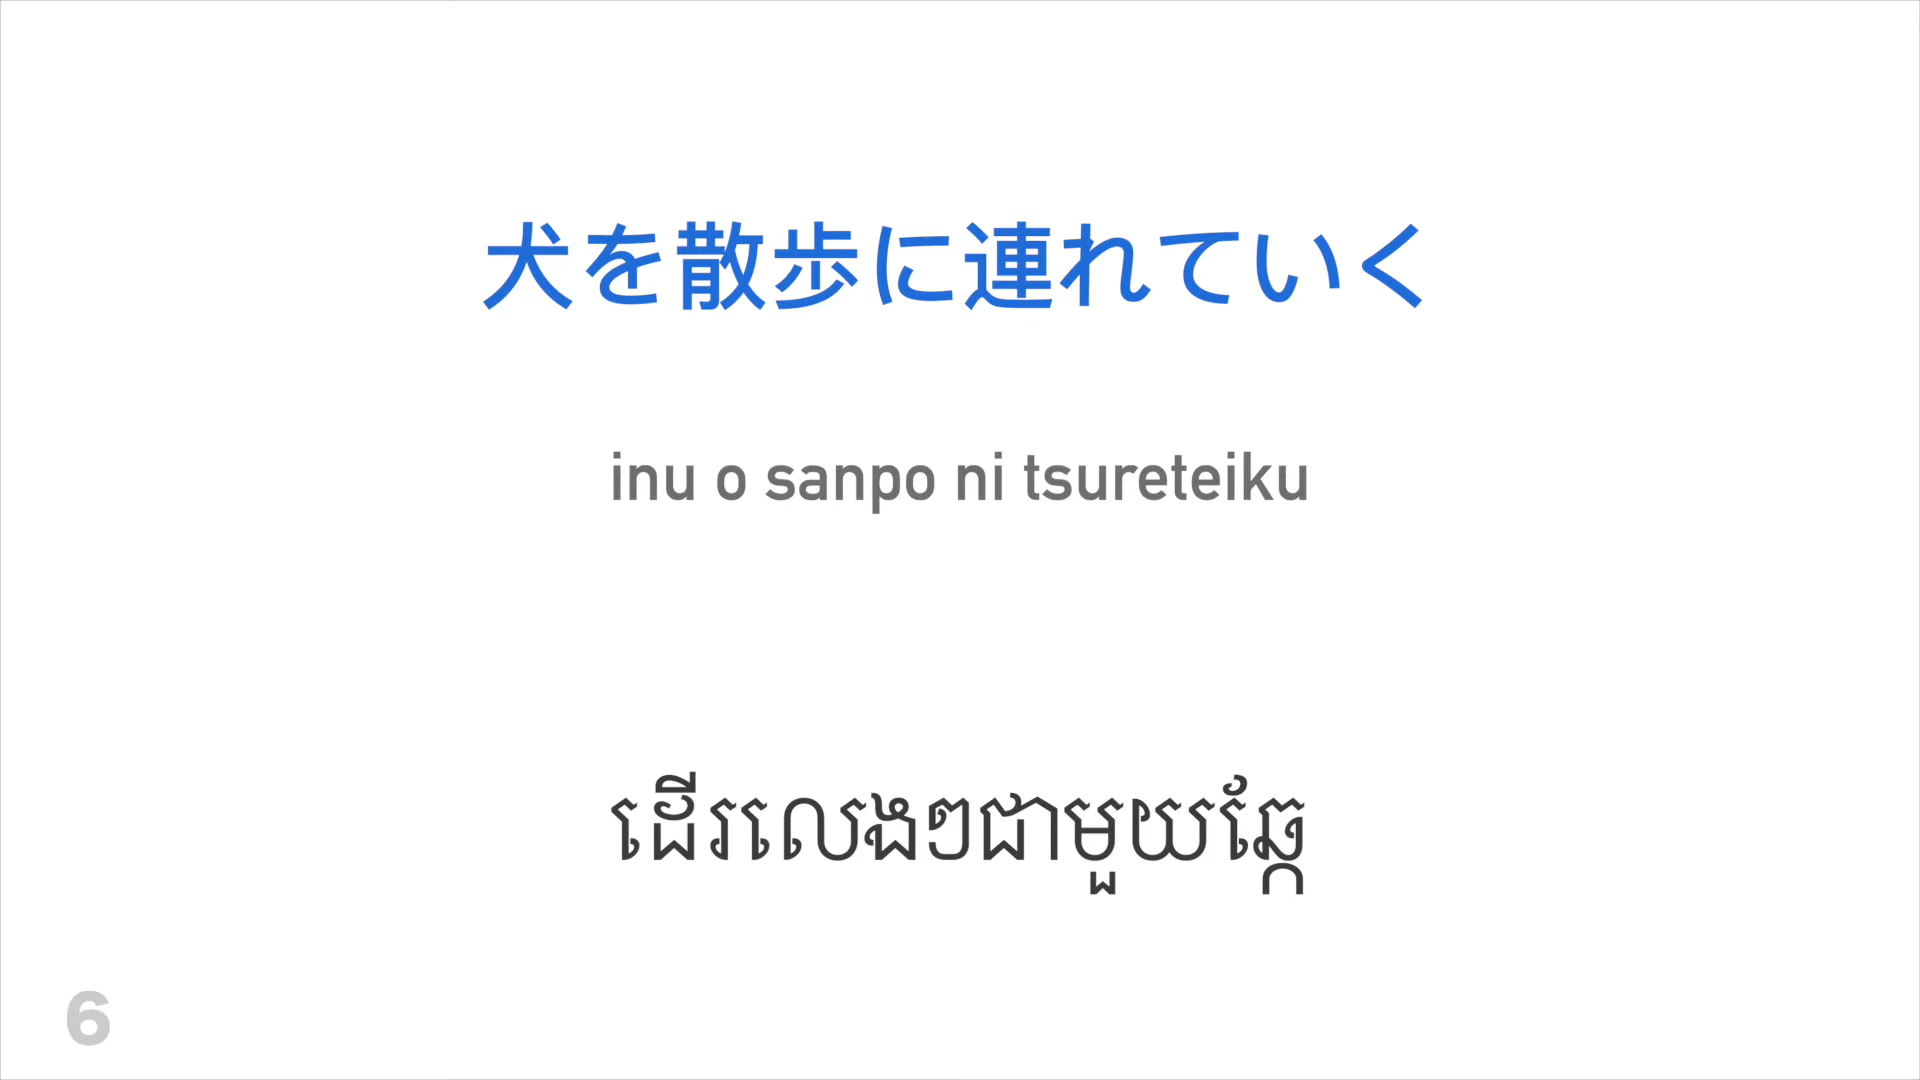 犬を散歩に連れていく
inu o sanpo ni tsureteiku
ដើរលេងៗជាមួយឆ្កែ
6